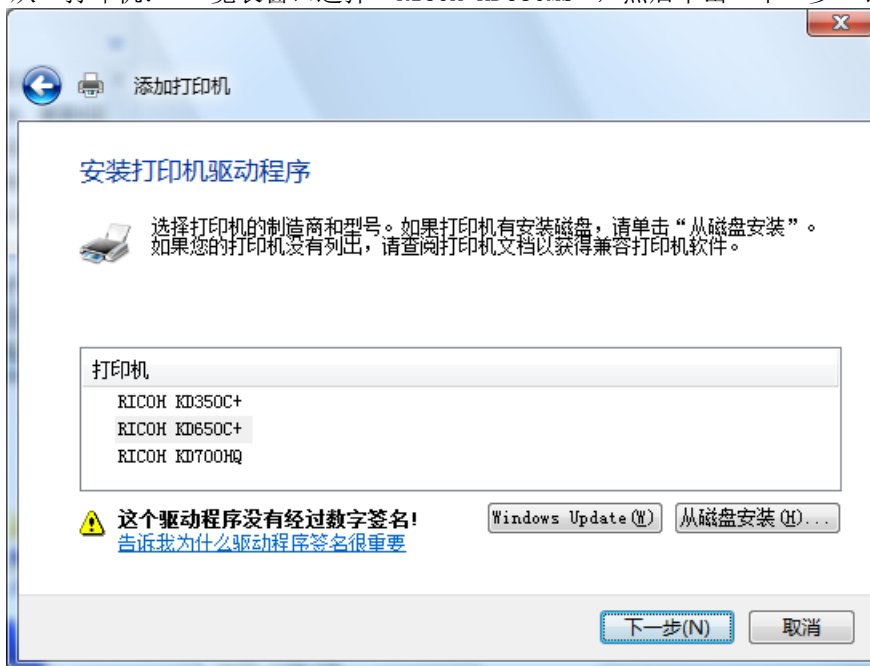 添加打印机
安装打印机驱动程序
选择打印机的制造商和型号。如果打印机有安装磁盘，请单击“从磁盘安装”。
如果您的打印机没有列出，请查阅打印机文档以获得兼容打印机软件。
打印机
RICOH KD350C+
RICOH KD650C+
RICOH KD700HQ
这个驱动程序没有经过数字签名!
Windows Update(W) 从磁盘安装(H)...
告诉我为什么驱动程序签名很重要
下一步(N) 取消